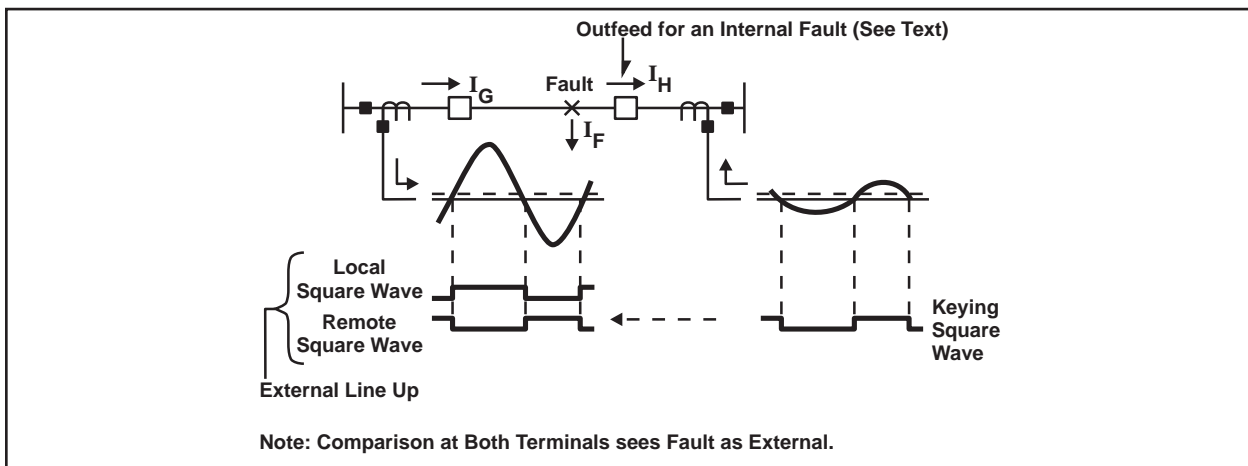 Outfeed for an Internal Fault (See Text)
I_G
Fault
I_H
I_F
Local
Square Wave
Remote
Square Wave
Keying
Square
Wave
External Line Up
Note: Comparison at Both Terminals sees Fault as External.